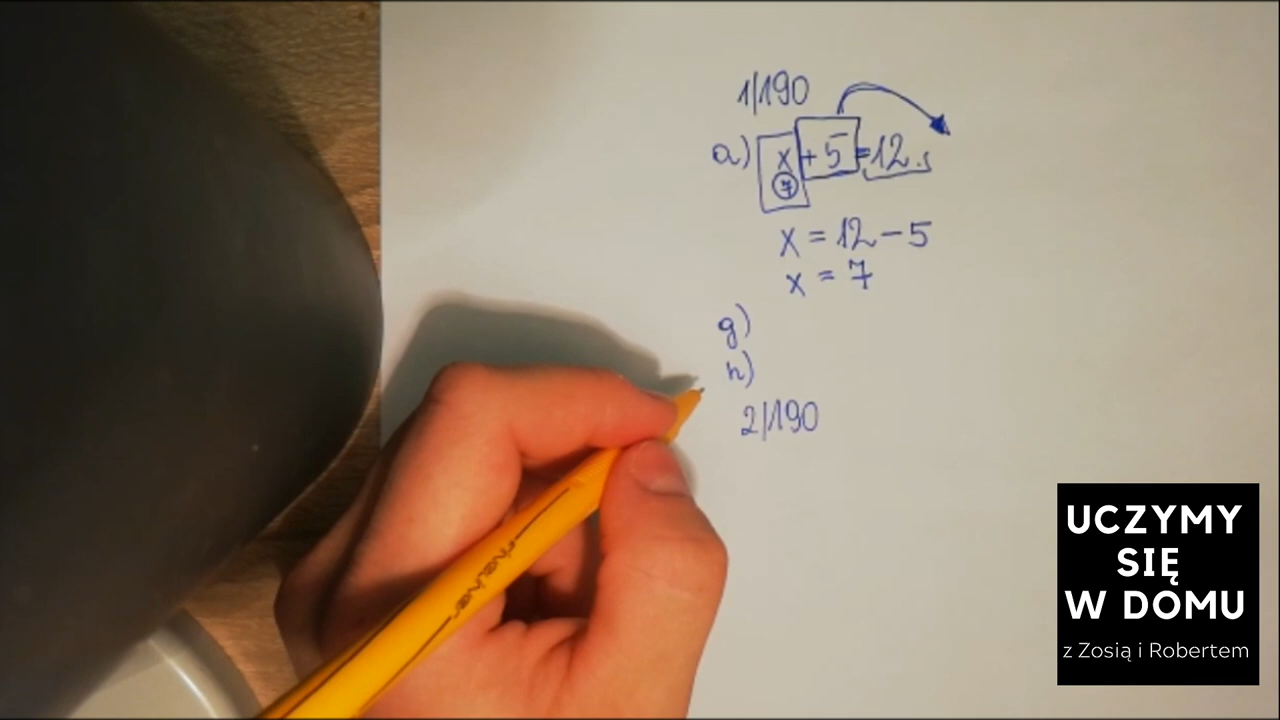 1/190
a) x + 5 = 12.
7
x = 12 - 5
x = 7
g)
h)
2/190
UCZYMY
SIĘ
W DOMU
z Zosią i Robertem